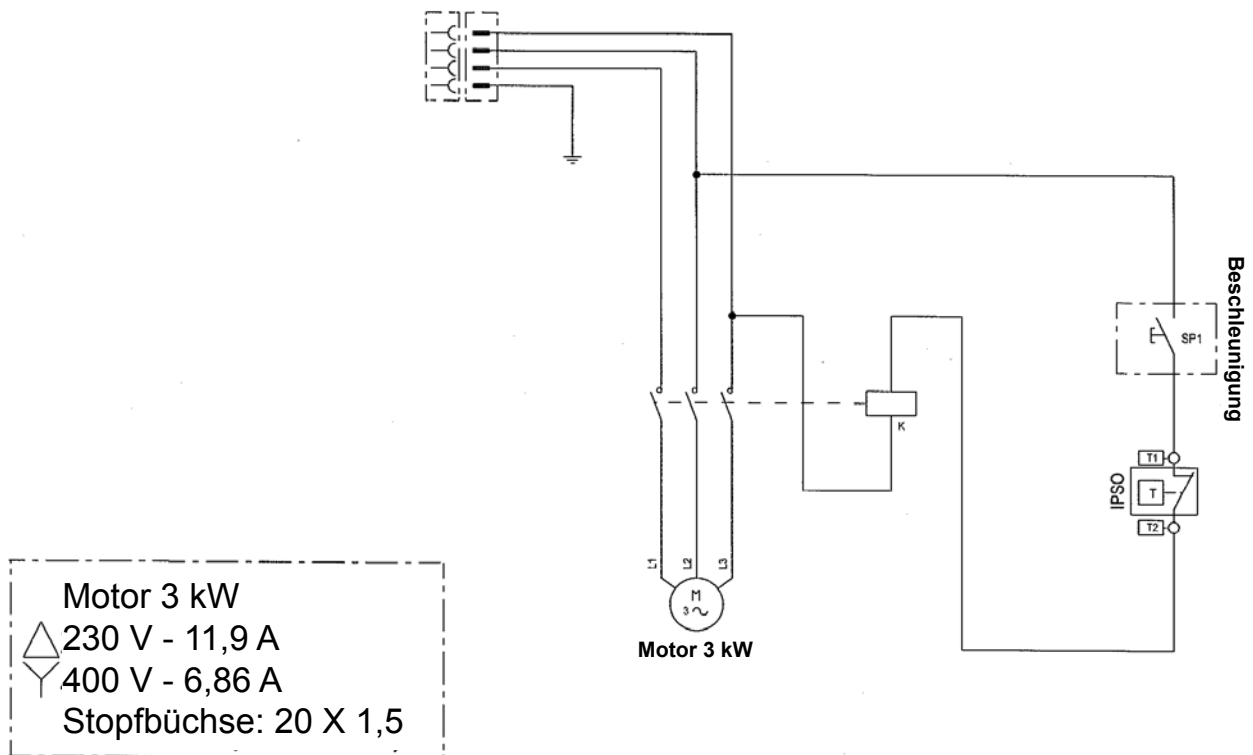 Beschleunigung
SP1
K
T1
IPSO
T
T2
L1
L2
L3
M
3
Motor 3 kW
Motor 3 kW
230 V - 11,9 A
400 V - 6,86 A
Stopfbüchse: 20 X 1,5